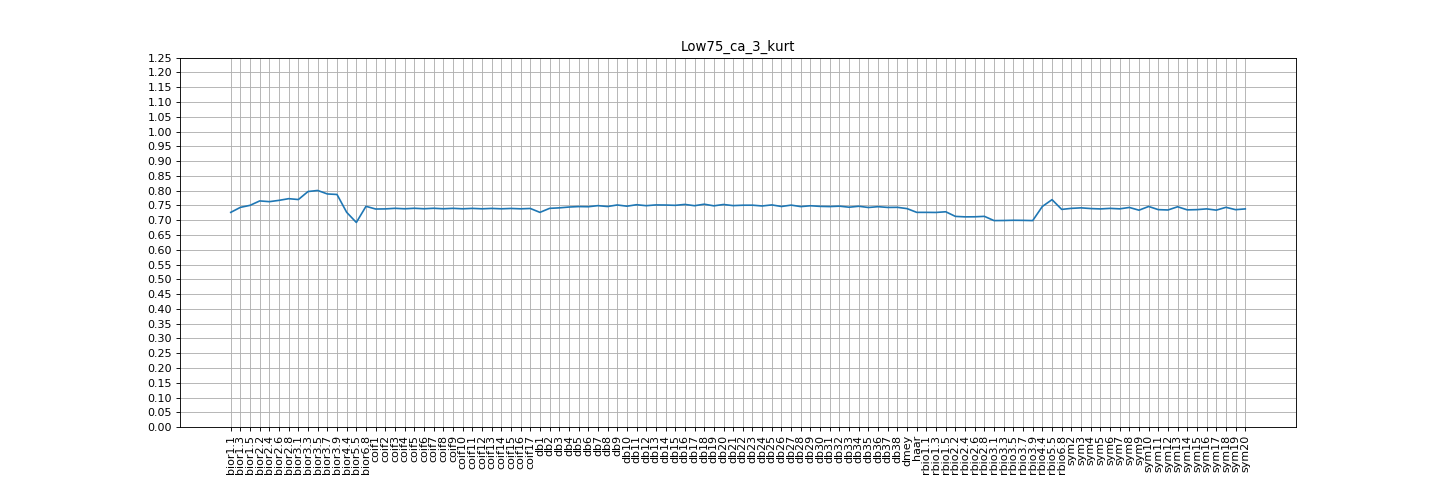 Low75_ca_3_kurt
1.25
1.20
1.15
1.10
1.05
1.00
0.95
0.90
0.85
0.80
0.75
0.70
0.65
0.60
0.55
0.50
0.45
0.40
0.35
0.30
0.25
0.20
0.15
0.10
0.05
0.00
bior1.1
bior1.3
bior1.5
bior2.2
bior2.4
bior2.6
bior2.8
bior3.1
bior3.3
bior3.5
bior3.7
bior3.9
bior4.4
bior5.5
bior6.8
coif1
coif2
coif3
coif4
coif5
coif6
coif7
coif8
coif9
coif10
coif11
coif12
coif13
coif14
coif15
coif16
coif17
db1
db2
db3
db4
db5
db6
db7
db8
db9
db10
db11
db12
db13
db14
db15
db16
db17
db18
db19
db20
db21
db22
db23
db24
db25
db26
db27
db28
db29
db30
db31
db32
db33
db34
db35
db36
db37
db38
dmey
haar
rbio1.1
rbio1.3
rbio1.5
rbio2.2
rbio2.4
rbio2.6
rbio2.8
rbio3.1
rbio3.3
rbio3.5
rbio3.7
rbio3.9
rbio4.4
rbio5.5
rbio6.8
sym2
sym3
sym4
sym5
sym6
sym7
sym8
sym9
sym10
sym11
sym12
sym13
sym14
sym15
sym16
sym17
sym18
sym19
sym20